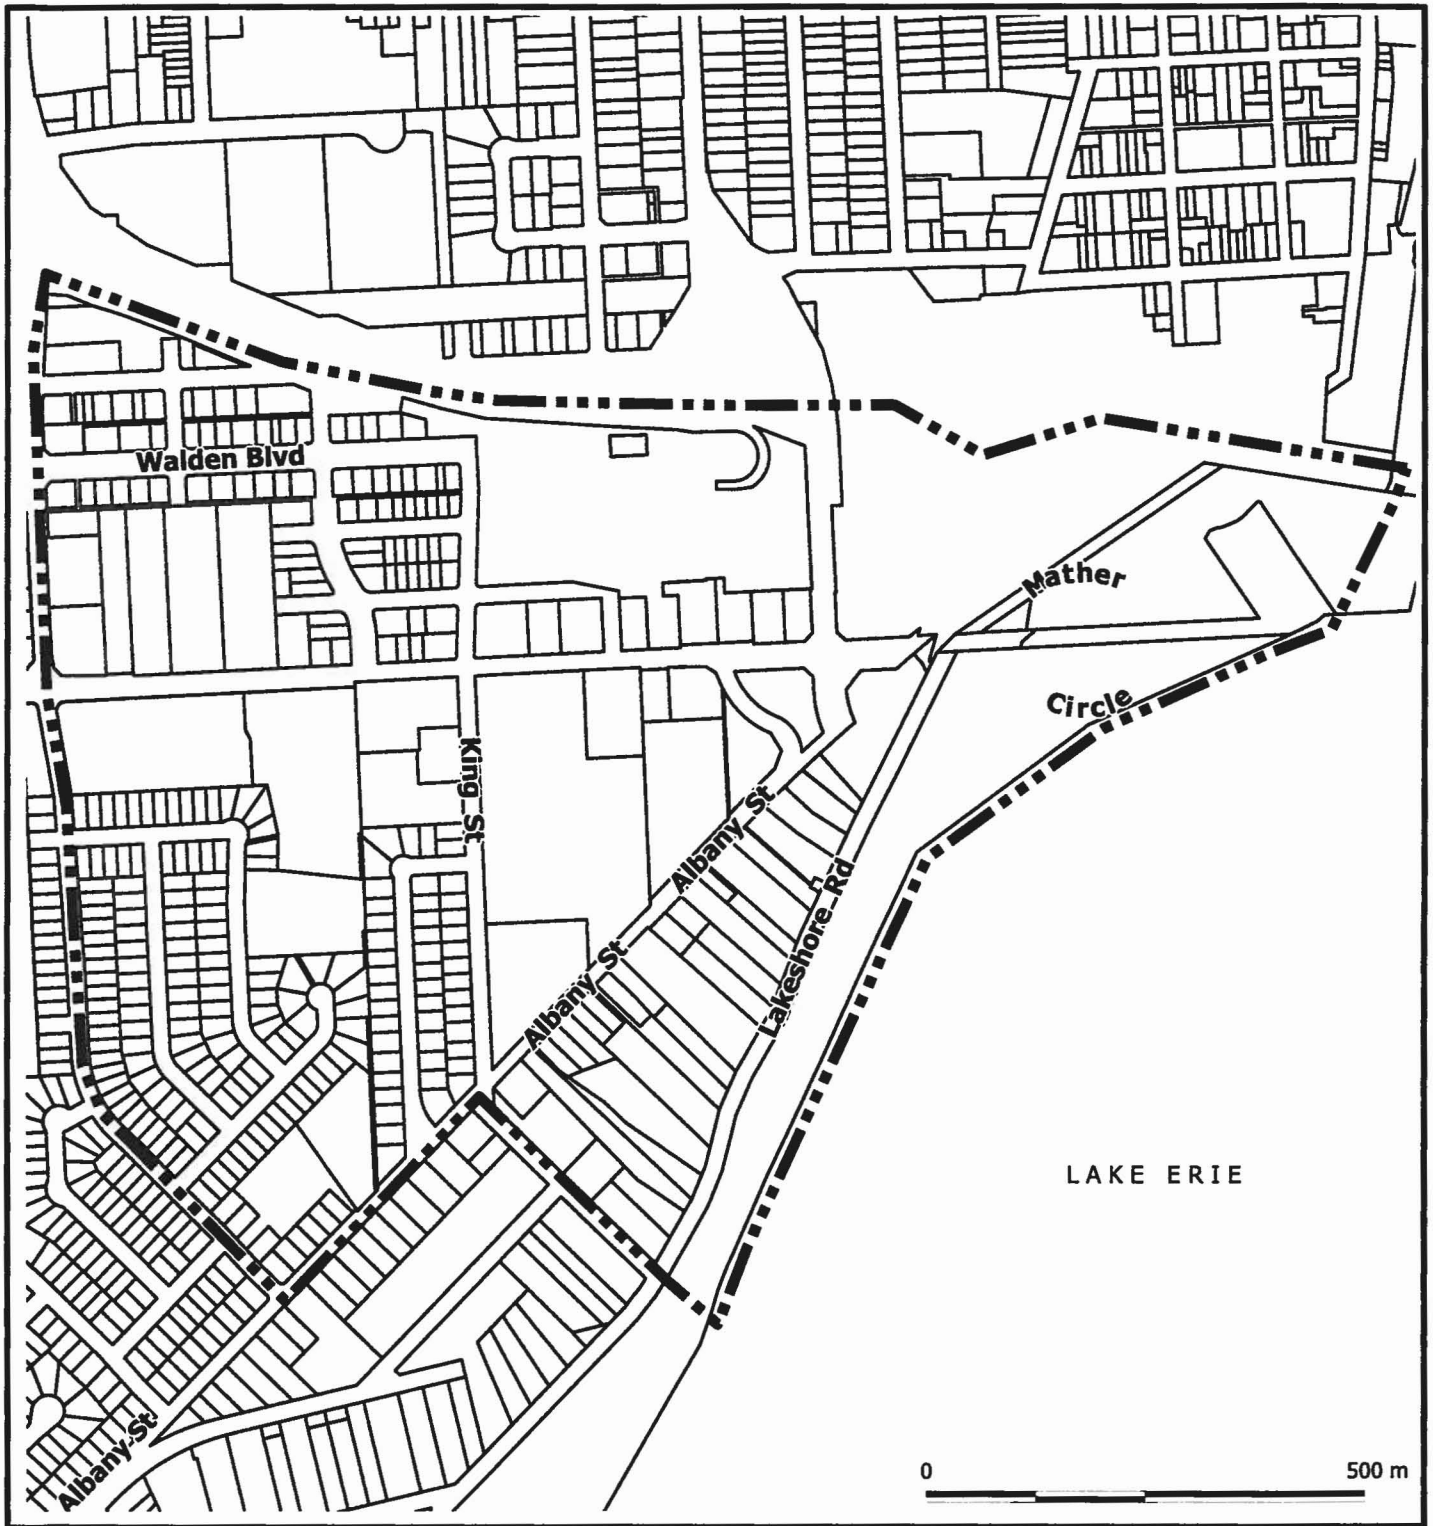 Walden Blvd
Mather
Circle
King St
Albany St
Lakeshore Rd
Albany St
LAKE ERIE
Albany St
0 500 m